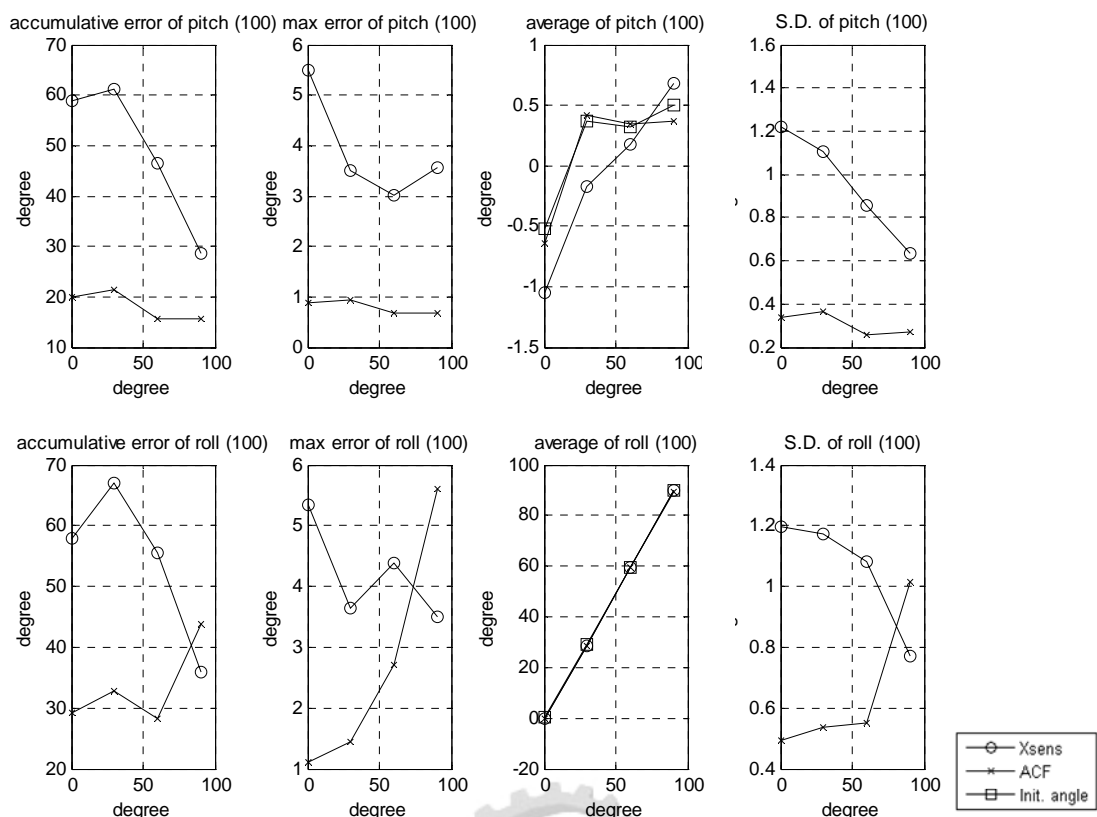 accumulative error of pitch (100)
max error of pitch (100)
average of pitch (100)
S.D. of pitch (100)
70
60
50
40
30
20
10
degree
0 50 100
degree
6
5
4
3
2
1
0
degree
0 50 100
degree
1
0.5
0
-0.5
-1
-1.5
degree
0 50 100
degree
1.6
1.4
1.2
1
0.8
0.6
0.4
0.2
0 50 100
degree
accumulative error of roll (100)
max error of roll (100)
average of roll (100)
S.D. of roll (100)
70
60
50
40
30
20
degree
0 50 100
degree
6
5
4
3
2
1
degree
0 50 100
degree
100
80
60
40
20
0
-20
degree
0 50 100
degree
1.4
1.2
1
0.8
0.6
0.4
0 50 100
degree
Xsens
ACF
Init. angle